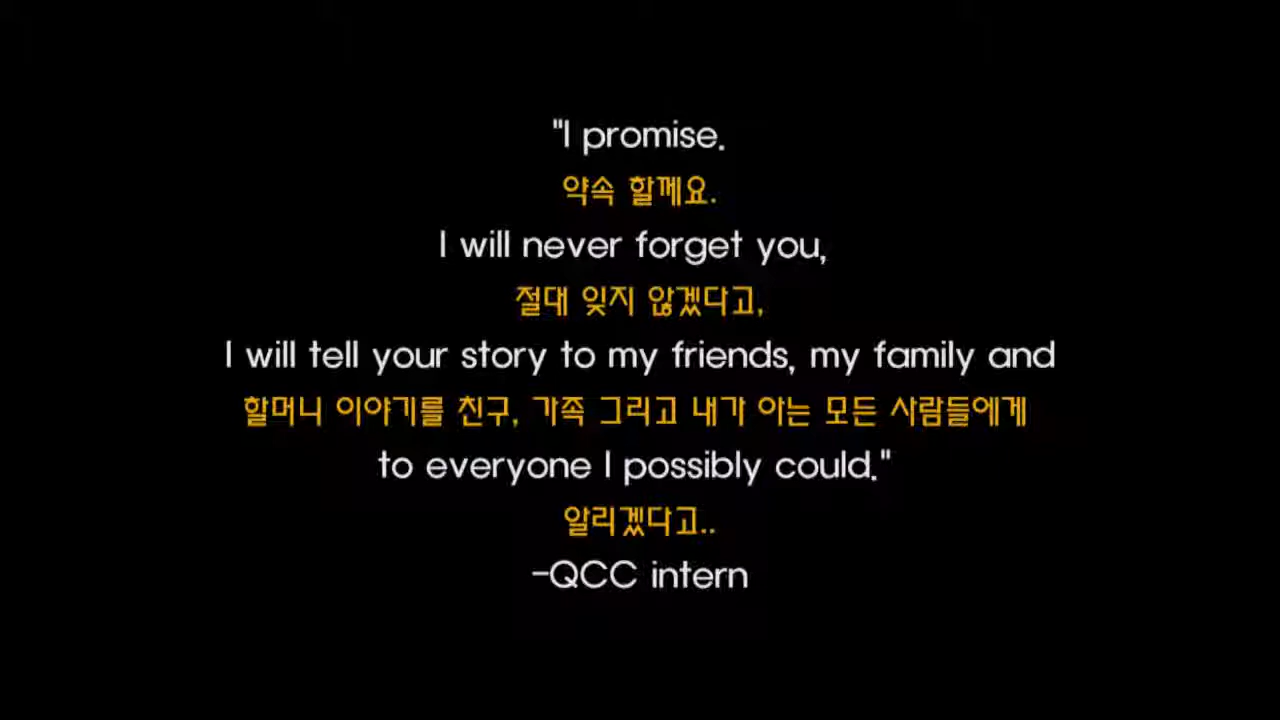 "I promise.
약속 할께요.
I will never forget you,
절대 잊지 않겠다고,
I will tell your story to my friends, my family and
할머니 이야기를 친구, 가족 그리고 내가 아는 모든 사람들에게
to everyone I possibly could."
알리겠다고..
-QCC intern